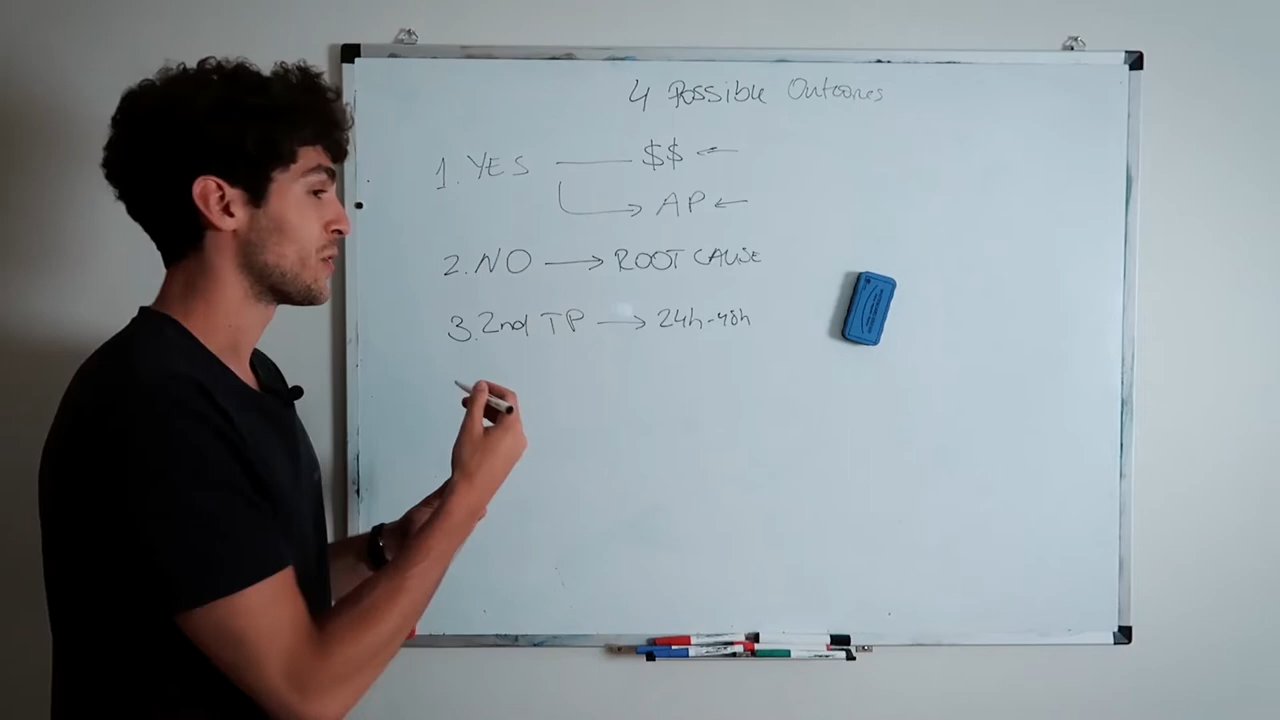 4 Possible Outcomes
1. YES —— $$ ←
→ AP ←
2. NO → ROOT CAUSE
3. 2nd TP → 24h-48h